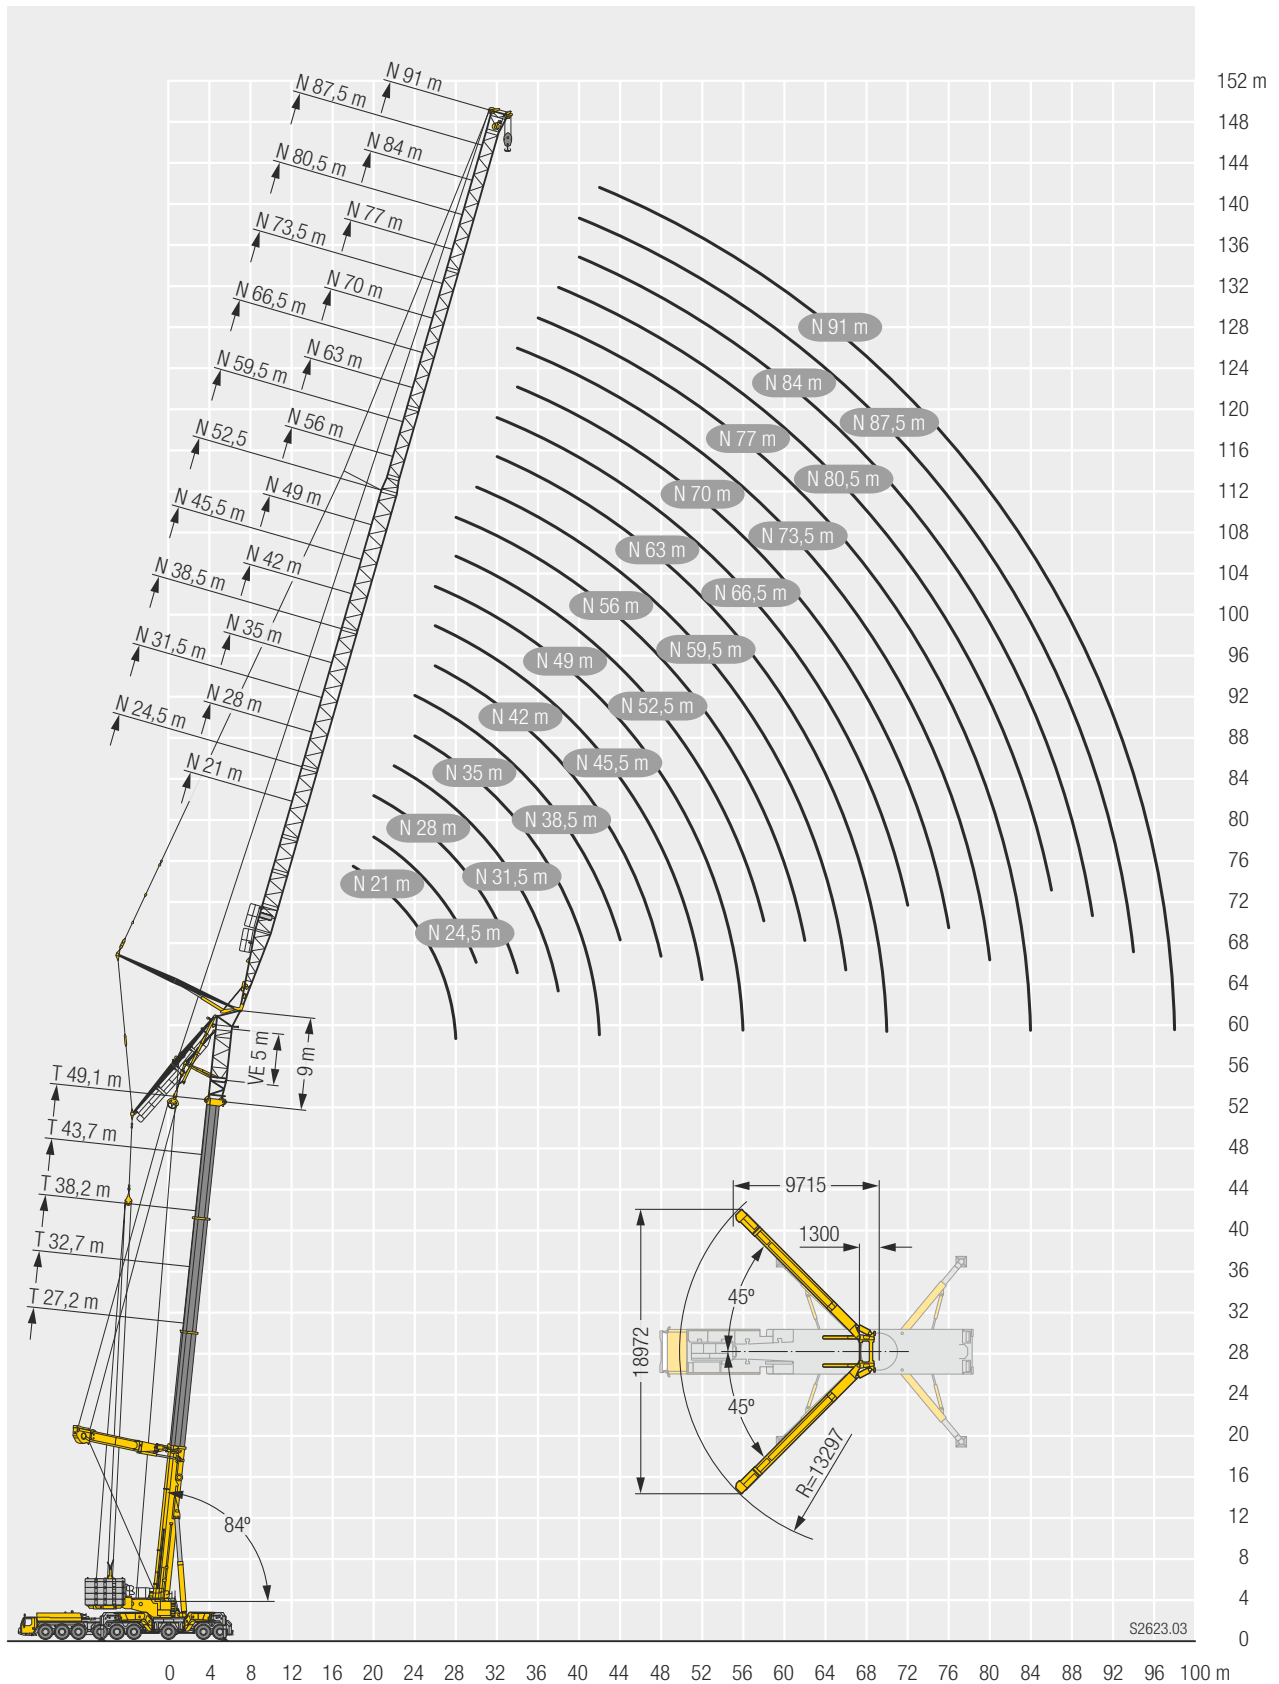 152 m
148
144
140
136
132
128
124
120
116
112
108
104
100
96
92
88
84
80
76
72
68
64
60
56
52
48
44
40
36
32
28
24
20
16
12
8
4
0
N 91 m
N 87,5 m
N 84 m
N 80,5 m
N 77 m
N 73,5 m
N 70 m
N 66,5 m
N 63 m
N 59,5 m
N 56 m
N 52,5
N 49 m
N 45,5 m
N 42 m
N 38,5 m
N 35 m
N 31,5 m
N 28 m
N 24,5 m
N 21 m
N 91 m
N 84 m
N 87,5 m
N 77 m
N 80,5 m
N 70 m
N 73,5 m
N 63 m
N 66,5 m
N 56 m
N 59,5 m
N 49 m
N 52,5 m
N 42 m
N 45,5 m
N 35 m
N 38,5 m
N 28 m
N 31,5 m
N 21 m
N 24,5 m
VE 5 m
9 m
T 49,1 m
T 43,7 m
T 38,2 m
T 32,7 m
T 27,2 m
84º
9715
1300
45º
18972
45º
R=13297
S2623.03
0 4 8 12 16 20 24 28 32 36 40 44 48 52 56 60 64 68 72 76 80 84 88 92 96 100 m